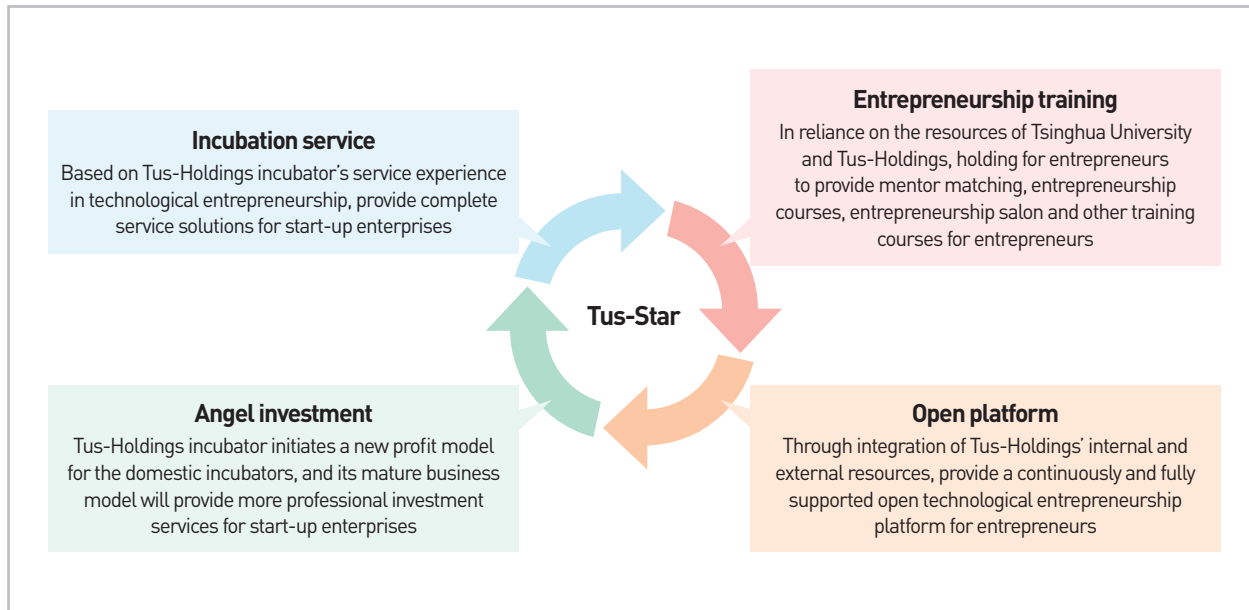 Incubation service
Based on Tus-Holdings incubator's service experience
in technological entrepreneurship, provide complete
service solutions for start-up enterprises
Entrepreneurship training
In reliance on the resources of Tsinghua University
and Tus-Holdings, holding for entrepreneurs
to provide mentor matching, entrepreneurship
courses, entrepreneurship salon and other training
courses for entrepreneurs
Tus-Star
Angel investment
Tus-Holdings incubator initiates a new profit model
for the domestic incubators, and its mature business
model will provide more professional investment
services for start-up enterprises
Open platform
Through integration of Tus-Holdings' internal and
external resources, provide a continuously and fully
supported open technological entrepreneurship
platform for entrepreneurs